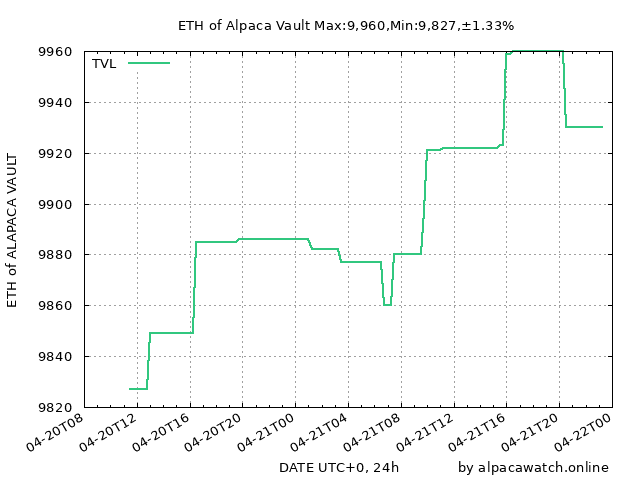 ETH of Alpaca Vault Max:9,960,Min:9,827,±1.33%
TVL
9960
9940
9920
9900
9880
9860
9840
9820
ETH of ALAPACA VAULT
04-20T08
04-20T12
04-20T16
04-20T20
04-21T00
04-21T04
04-21T08
04-21T12
04-21T16
04-21T20
04-22T00
DATE UTC+0, 24h
by alpacawatch.online